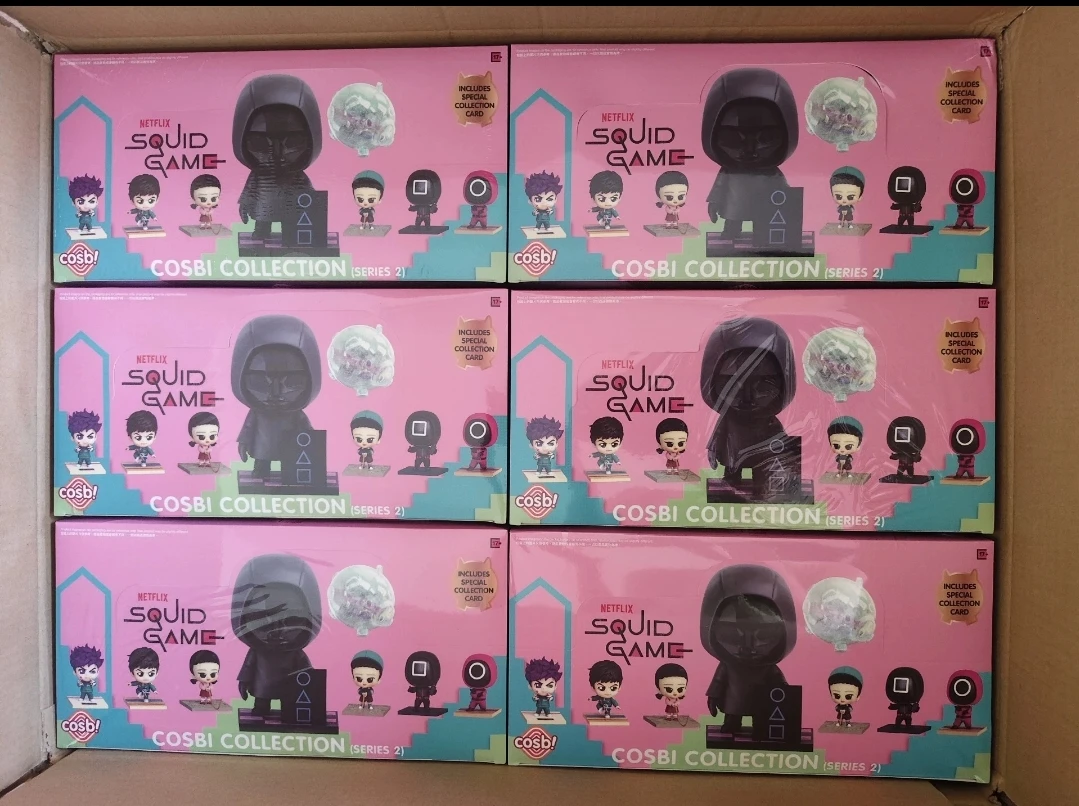 INCLUDES
SPECIAL
COLLECTION
CARD
NETFLIX
SQUID
GAME
cosb!
COSBI COLLECTION (SERIES 2)
INCLUDES
SPECIAL
COLLECTION
CARD
NETFLIX
SQUID
GAME
cosb!
COSBI COLLECTION (SERIES 2)
INCLUDES
SPECIAL
COLLECTION
CARD
NETFLIX
SQUID
GAME
cosb!
COSBI COLLECTION (SERIES 2)
INCLUDES
SPECIAL
COLLECTION
CARD
NETFLIX
SQUID
GAME
cosb!
COSBI COLLECTION (SERIES 2)
INCLUDES
SPECIAL
COLLECTION
CARD
NETFLIX
SQUID
GAME
cosb!
COSBI COLLECTION (SERIES 2)
INCLUDES
SPECIAL
COLLECTION
CARD
NETFLIX
SQUID
GAME
cosb!
COSBI COLLECTION (SERIES 2)